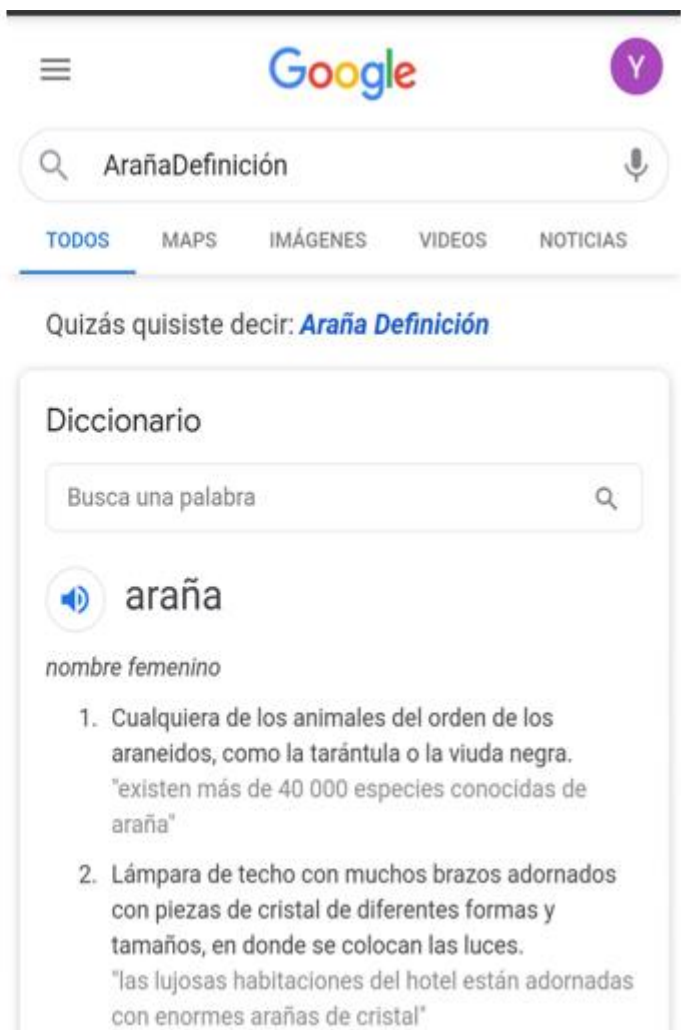 Google
Y
ArañaDefinición
TODOS MAPS IMÁGENES VIDEOS NOTICIAS
Quizás quisiste decir: Araña Definición
Diccionario
Busca una palabra
araña
nombre femenino
1. Cualquiera de los animales del orden de los
araneidos, como la tarántula o la viuda negra.
"existen más de 40 000 especies conocidas de
araña"
2. Lámpara de techo con muchos brazos adornados
con piezas de cristal de diferentes formas y
tamaños, en donde se colocan las luces.
"las lujosas habitaciones del hotel están adornadas
con enormes arañas de cristal"